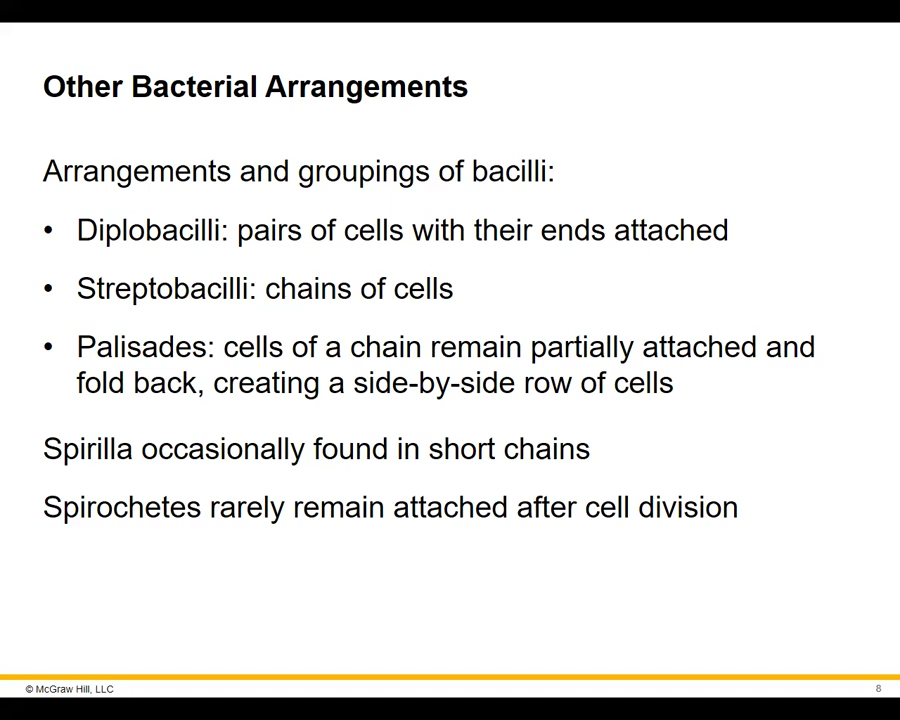 Other Bacterial Arrangements
Arrangements and groupings of bacilli:
• Diplobacilli: pairs of cells with their ends attached
• Streptobacilli: chains of cells
• Palisades: cells of a chain remain partially attached and
fold back, creating a side-by-side row of cells
Spirilla occasionally found in short chains
Spirochetes rarely remain attached after cell division
© McGraw Hill, LLC
8